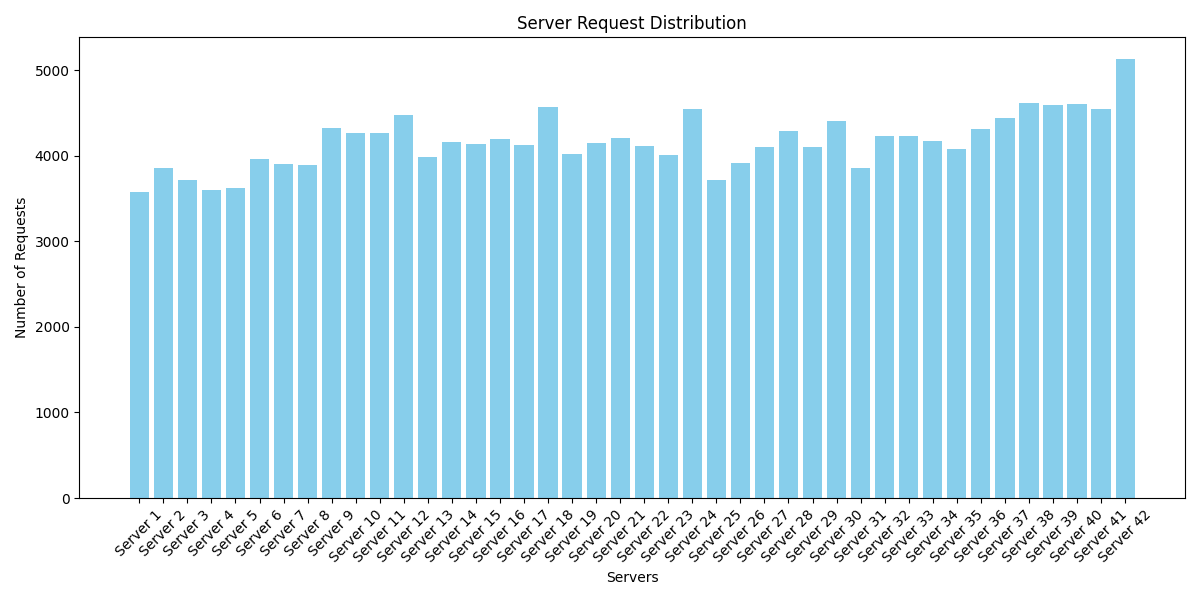 Server Request Distribution
Number of Requests
5000
4000
3000
2000
1000
0
Server 1
Server 2
Server 3
Server 4
Server 5
Server 6
Server 7
Server 8
Server 9
Server 10
Server 11
Server 12
Server 13
Server 14
Server 15
Server 16
Server 17
Server 18
Server 19
Server 20
Server 21
Server 22
Server 23
Server 24
Server 25
Server 26
Server 27
Server 28
Server 29
Server 30
Server 31
Server 32
Server 33
Server 34
Server 35
Server 36
Server 37
Server 38
Server 39
Server 40
Server 41
Server 42
Servers